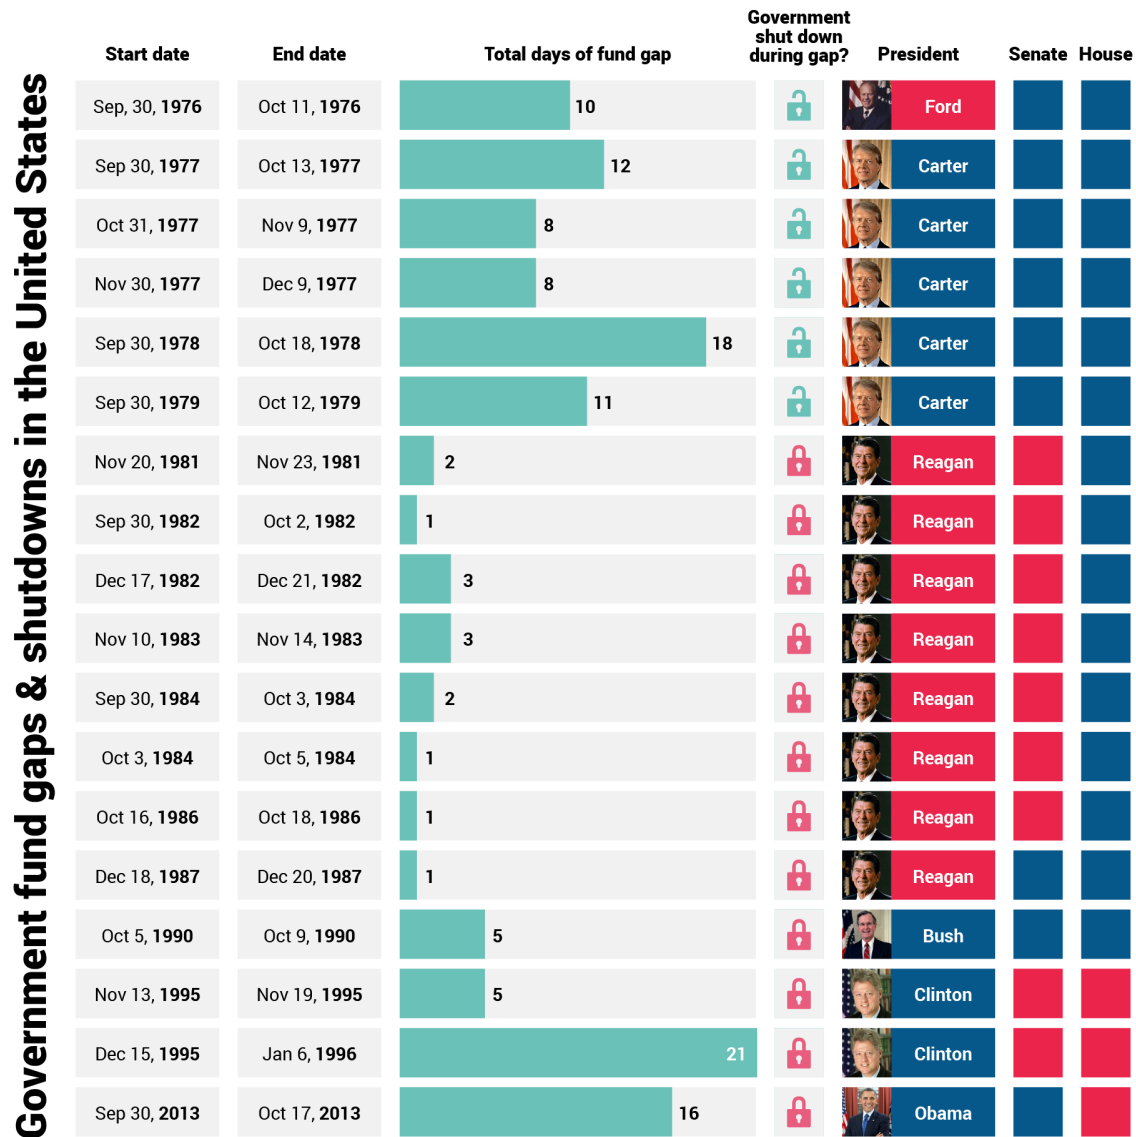 Government fund gaps & shutdowns in the United States
Start date End date Total days of fund gap Government shut down during gap? President Senate House
Sep, 30, 1976 Oct 11, 1976 10 Ford
Sep 30, 1977 Oct 13, 1977 12 Carter
Oct 31, 1977 Nov 9, 1977 8 Carter
Nov 30, 1977 Dec 9, 1977 8 Carter
Sep 30, 1978 Oct 18, 1978 18 Carter
Sep 30, 1979 Oct 12, 1979 11 Carter
Nov 20, 1981 Nov 23, 1981 2 Reagan
Sep 30, 1982 Oct 2, 1982 1 Reagan
Dec 17, 1982 Dec 21, 1982 3 Reagan
Nov 10, 1983 Nov 14, 1983 3 Reagan
Sep 30, 1984 Oct 3, 1984 2 Reagan
Oct 3, 1984 Oct 5, 1984 1 Reagan
Oct 16, 1986 Oct 18, 1986 1 Reagan
Dec 18, 1987 Dec 20, 1987 1 Reagan
Oct 5, 1990 Oct 9, 1990 5 Bush
Nov 13, 1995 Nov 19, 1995 5 Clinton
Dec 15, 1995 Jan 6, 1996 21 Clinton
Sep 30, 2013 Oct 17, 2013 16 Obama